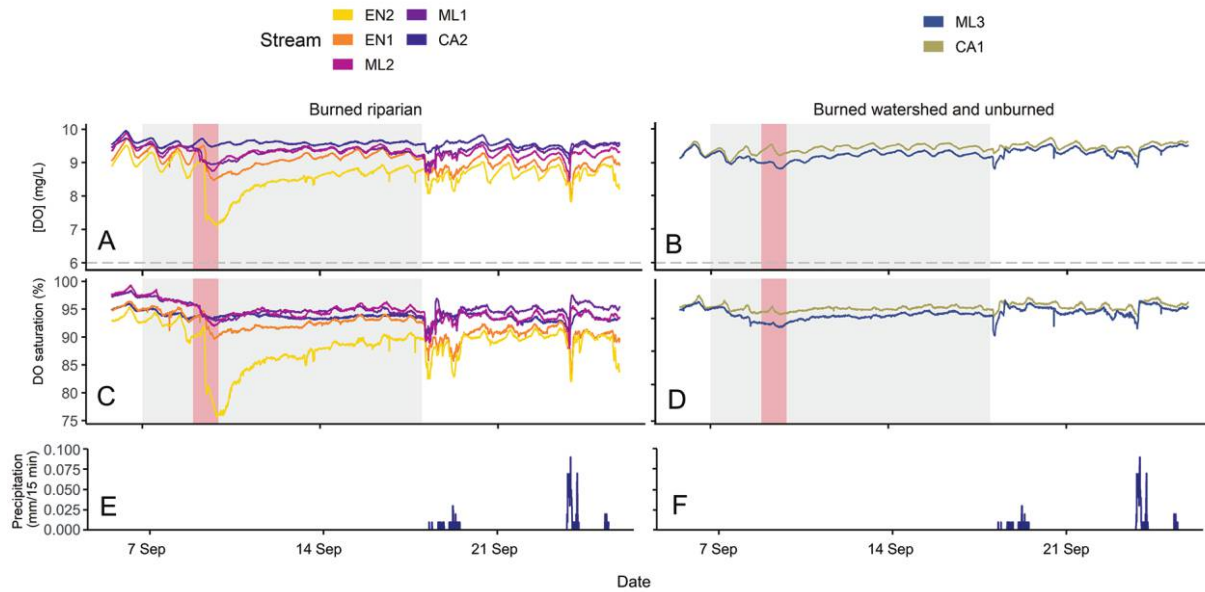 Stream
EN2
EN1
ML2
ML1
CA2
ML3
CA1
Burned riparian
Burned watershed and unburned
[DO] (mg/L)
10
9
8
7
6
A
B
DO saturation (%)
100
95
90
85
80
75
C
D
Precipitation
(mm/15 min)
0.100
0.075
0.050
0.025
0.000
E
F
7 Sep
14 Sep
21 Sep
7 Sep
14 Sep
21 Sep
Date